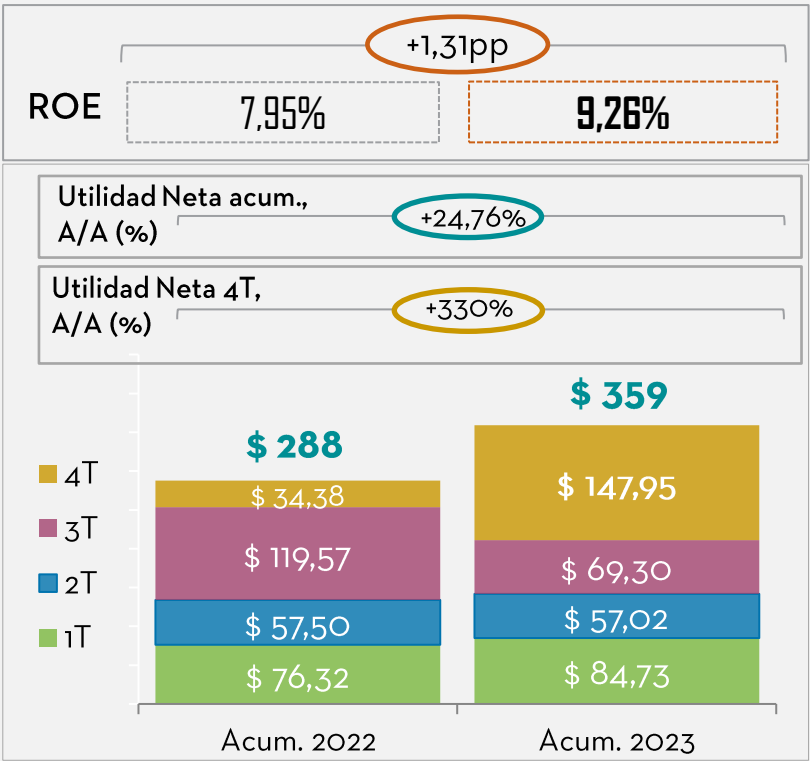 +1,31pp
ROE
7,95%
9,26%
Utilidad Neta acum.,
A/A (%)
+24,76%
Utilidad Neta 4T,
A/A (%)
+330%
$ 288
$ 359
4T
3T
2T
1T
$ 34,38
$ 119,57
$ 57,50
$ 76,32
$ 147,95
$ 69,30
$ 57,02
$ 84,73
Acum. 2022
Acum. 2023